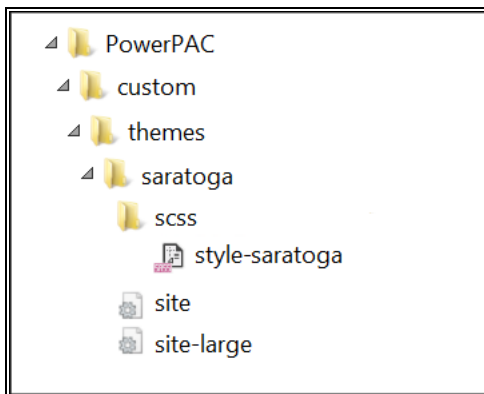 PowerPAC
custom
themes
saratoga
scss
style-saratoga
site
site-large